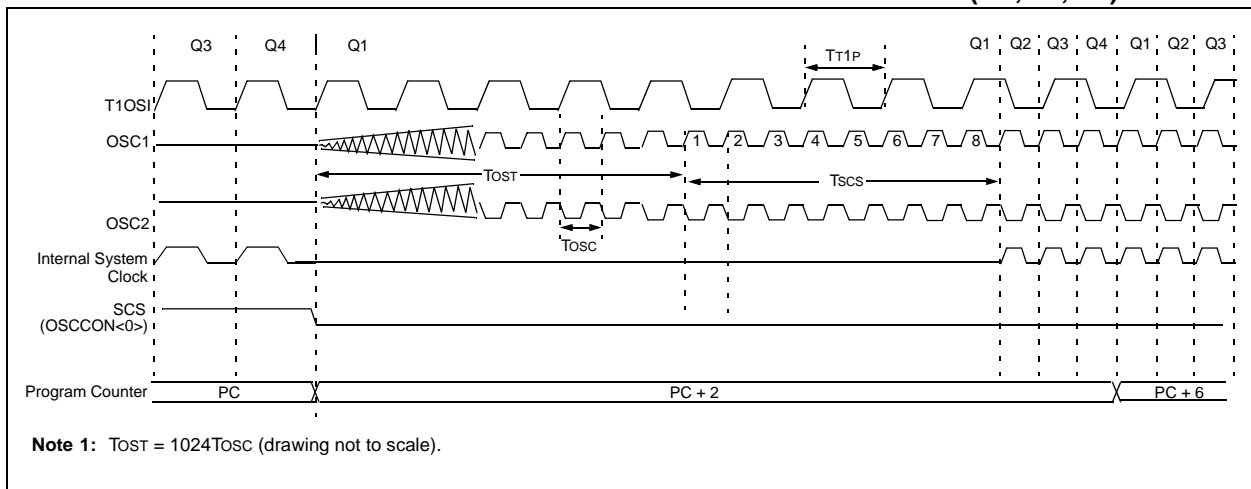 Q3 Q4 Q1 Q1 Q2 Q3 Q4 Q1 Q2 Q3
TT1P
T1OSI
OSC1
1 2 3 4 5 6 7 8
TOST
TSCS
OSC2
TOSC
Internal System
Clock
SCS
(OSCCON<0>)
Program Counter
PC PC + 2 PC + 6
Note 1: TOST = 1024TOSC (drawing not to scale).